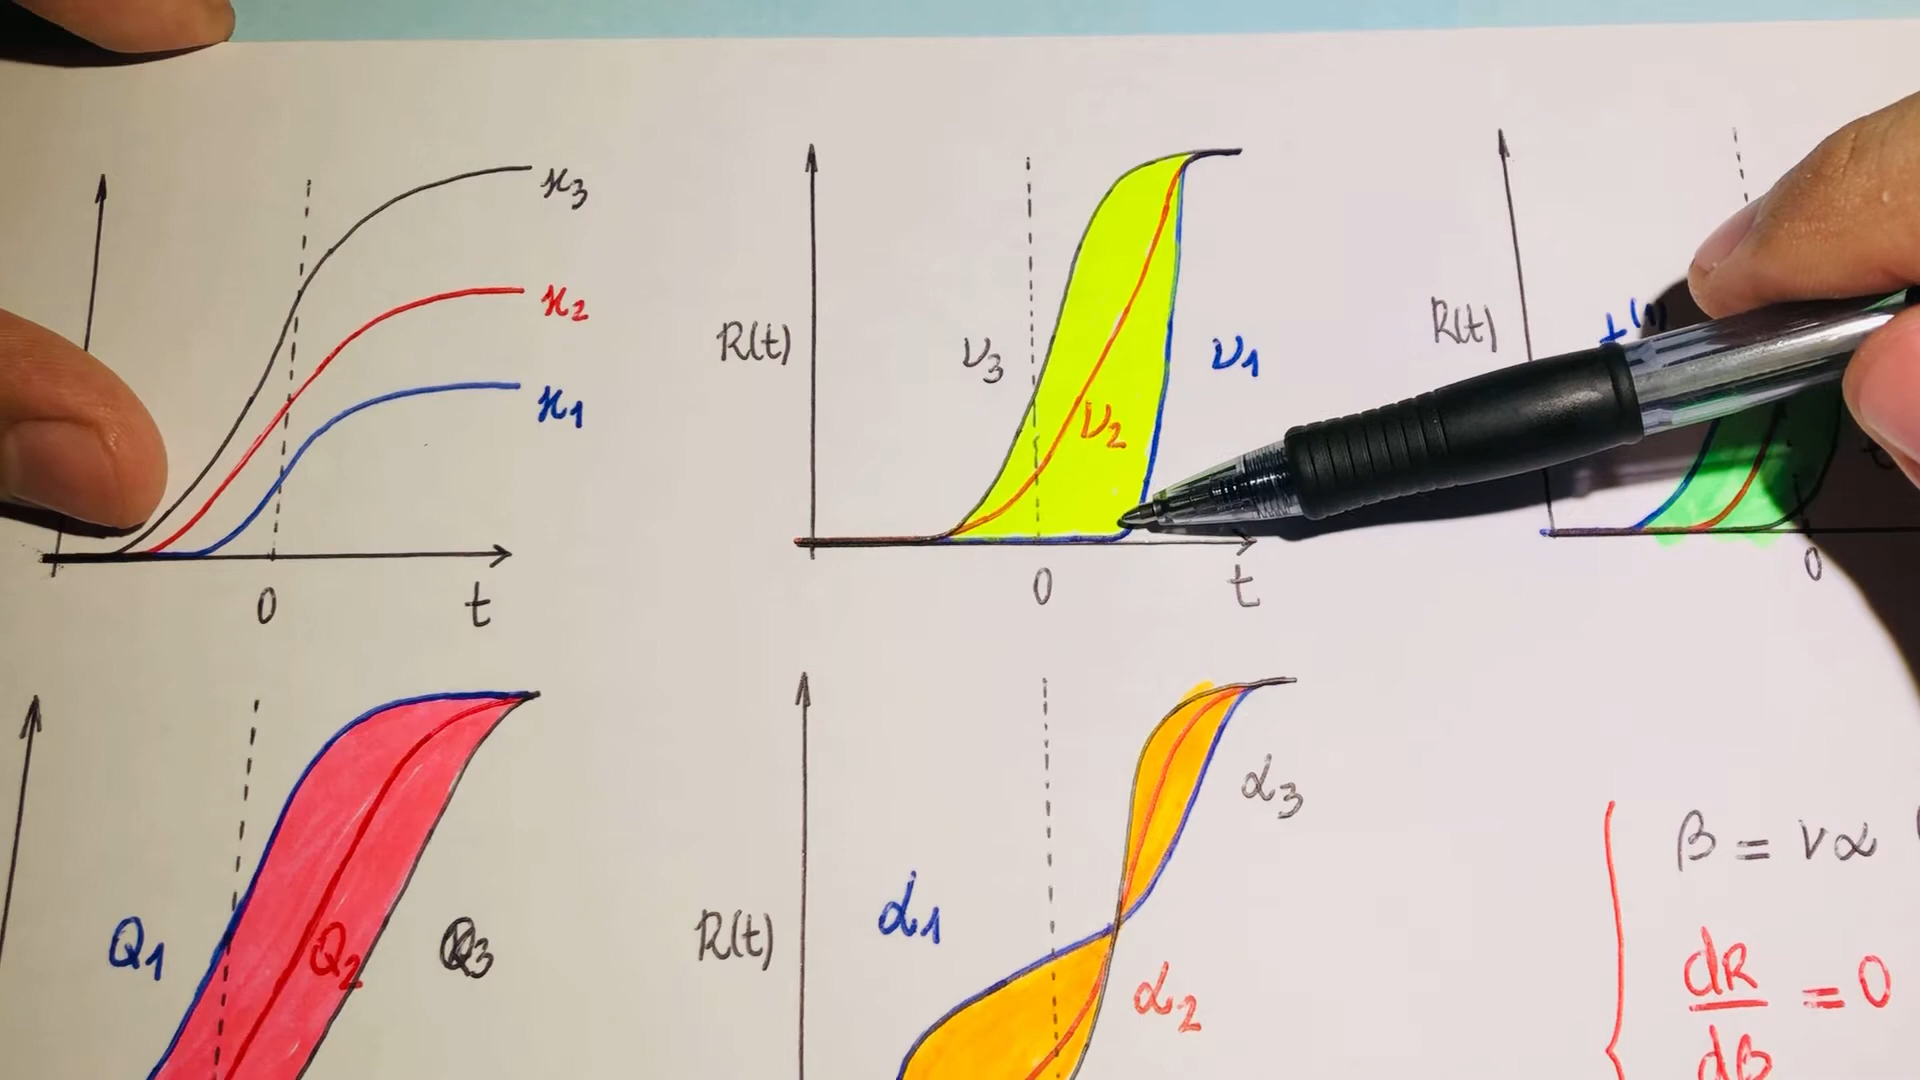 ϰ3
ϰ2
ϰ1
0
t
R(t)
ν3
ν2
ν1
0
t
R(t)
0
Q1
Q2
Q3
R(t)
α1
α2
α3
β = να
dR
= 0
dβ